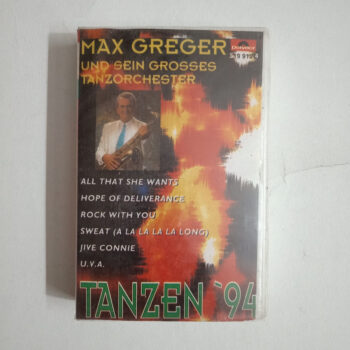 MAX GREGER
UND SEIN GROSSES
TANZORCHESTER
ALL THAT SHE WANTS
HOPE OF DELIVERANCE
ROCK WITH YOU
SWEAT (A LA LA LA LA LONG)
JIVE CONNIE
U.V.A.
TANZEN `94